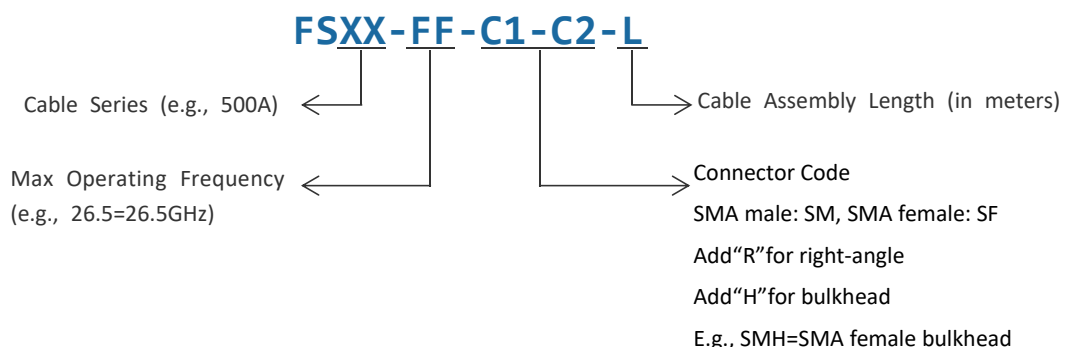 FSXX-FF-C1-C2-L
Cable Series (e.g., 500A)
Cable Assembly Length (in meters)
Max Operating Frequency
(e.g., 26.5=26.5GHz)
Connector Code
SMA male: SM, SMA female: SF
Add“R”for right-angle
Add“H”for bulkhead
E.g., SMH=SMA female bulkhead